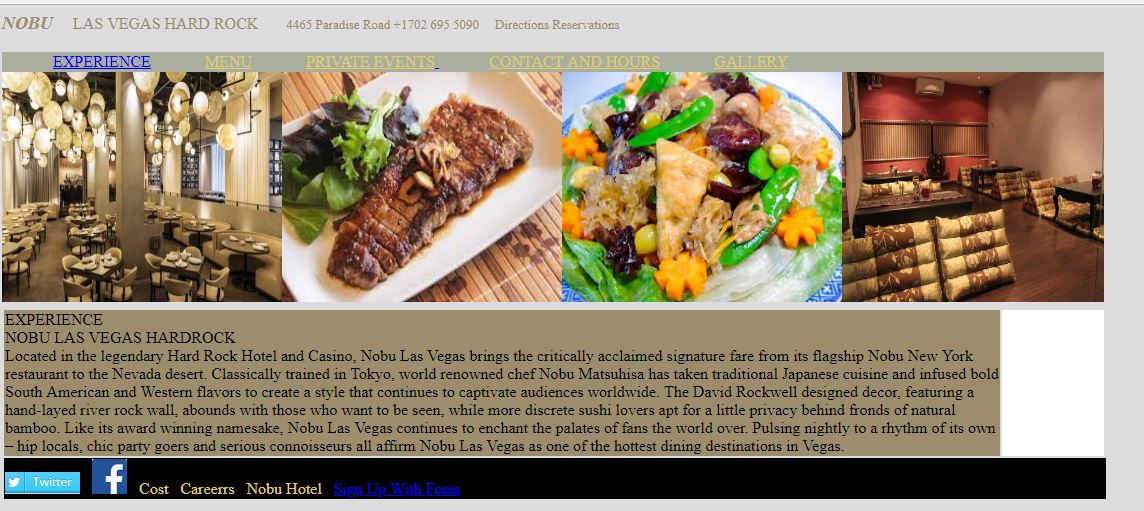 NOBU LAS VEGAS HARD ROCK 4465 Paradise Road +1702 695 5090 Directions Reservations
EXPERIENCE MENU PRIVATE EVENTS CONTACT AND HOURS GALLERY
EXPERIENCE
NOBU LAS VEGAS HARDROCK
Located in the legendary Hard Rock Hotel and Casino, Nobu Las Vegas brings the critically acclaimed signature fare from its flagship Nobu New York
restaurant to the Nevada desert. Classically trained in Tokyo, world renowned chef Nobu Matsuhisa has taken traditional Japanese cuisine and infused bold
South American and Western flavors to create a style that continues to captivate audiences worldwide. The David Rockwell designed decor, featuring a
hand-layed river rock wall, abounds with those who want to be seen, while more discrete sushi lovers apt for a little privacy behind fronds of natural
bamboo. Like its award winning namesake, Nobu Las Vegas continues to enchant the palates of fans the world over. Pulsing nightly to a rhythm of its own
– hip locals, chic party goers and serious connoisseurs all affirm Nobu Las Vegas as one of the hottest dining destinations in Vegas.
Twitter f Cost Careerrs Nobu Hotel Sign Up With Form